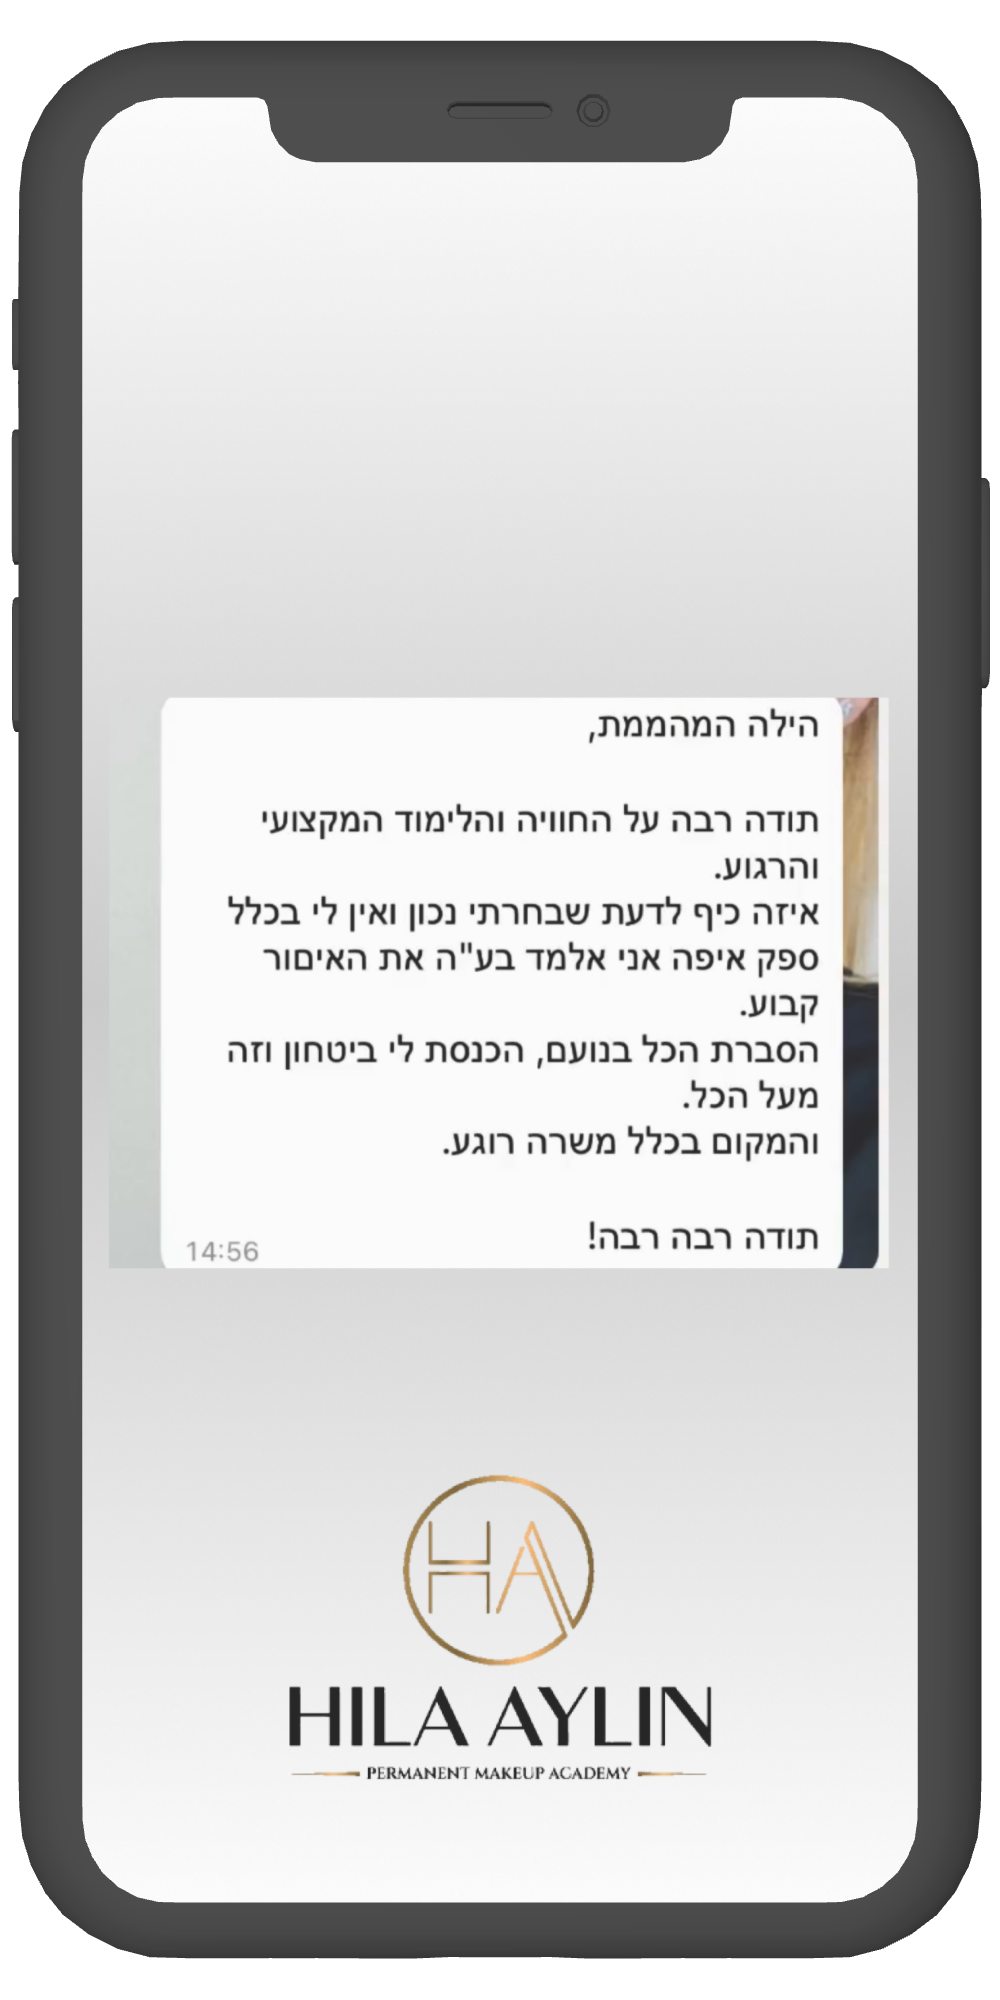 הילה המהממת,
תודה רבה על החוויה והלימוד המקצועי
והרגוע.
איזה כיף לדעת שבחרתי נכון ואין לי בכלל
ספק איפה אני אלמד בע"ה את האיםור
קבוע.
הסברת הכל בנועם, הכנסת לי ביטחון וזה
מעל הכל.
והמקום בכלל משרה רוגע.
תודה רבה רבה!
14:56
HA
HILA AYLIN
PERMANENT MAKEUP ACADEMY